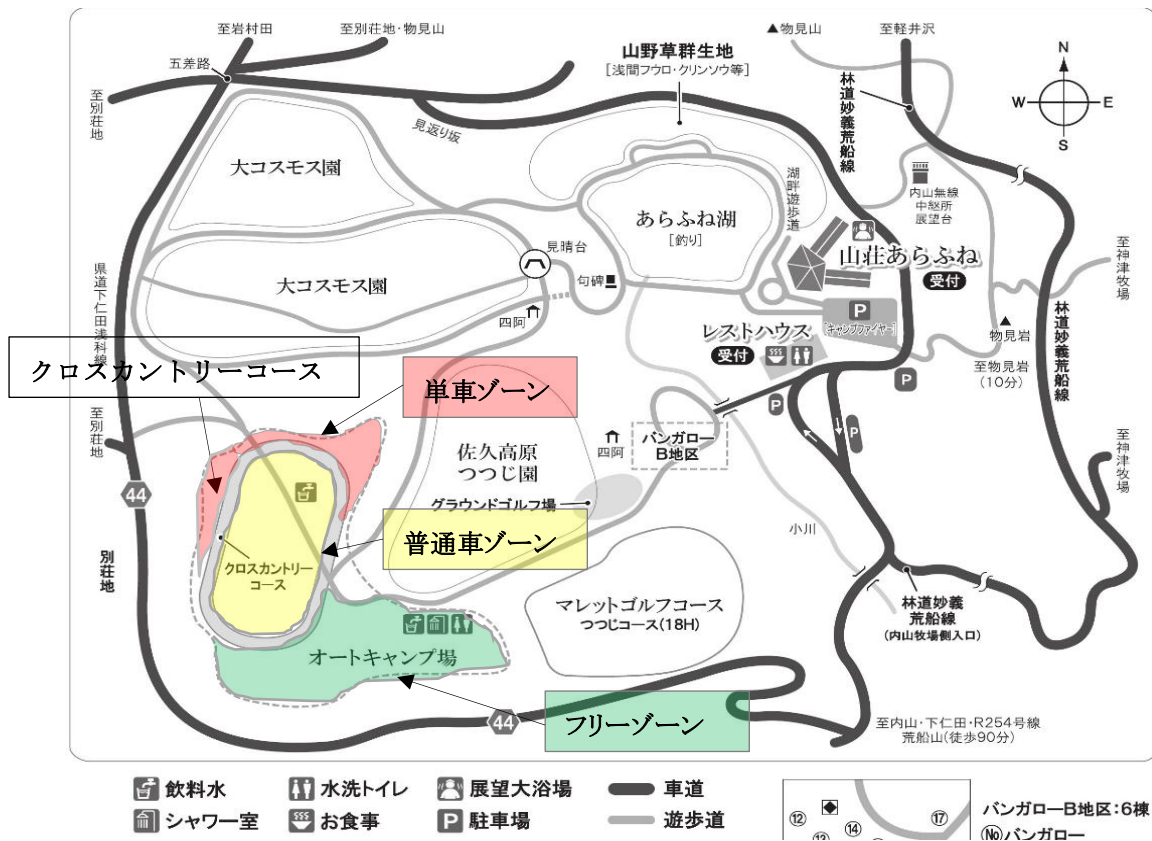 至岩村田
至別荘地・物見山
▲物見山
至軽井沢
五差路
山野草群生地
[浅間フウロ・クリンソウ等]
N
W
E
S
至別荘地
見返り坂
林道妙義荒船線
林道妙義荒船線
大コスモス園
湖畔遊歩道
内山無線
中継所
展望台
あらふね湖
[釣り]
見晴台
山荘あらふね
受付
至神津牧場
大コスモス園
句碑
県道下仁田浅科線
四阿
P
[キャンプファイヤー]
レストハウス
受付
▲
物見岩
林道妙義荒船線
クロスカントリーコース
単車ゾーン
至物見岩
(10分)
P
P
P
至別荘地
佐久高原
つつじ園
四阿
バンガロー
B地区
至神津牧場
44
グラウンドゴルフ場
普通車ゾーン
小川
別荘地
クロスカントリー
コース
マレットゴルフコース
つつじコース(18H)
林道妙義
荒船線
(内山牧場側入口)
オートキャンプ場
フリーゾーン
44
至内山・下仁田・R254号線
荒船山(徒歩90分)
飲料水
水洗トイレ
展望大浴場
車道
シャワー室
お食事
P 駐車場
遊歩道
⑫
⑬
⑭
⑰
バンガローB地区:6棟
Noバンガロー